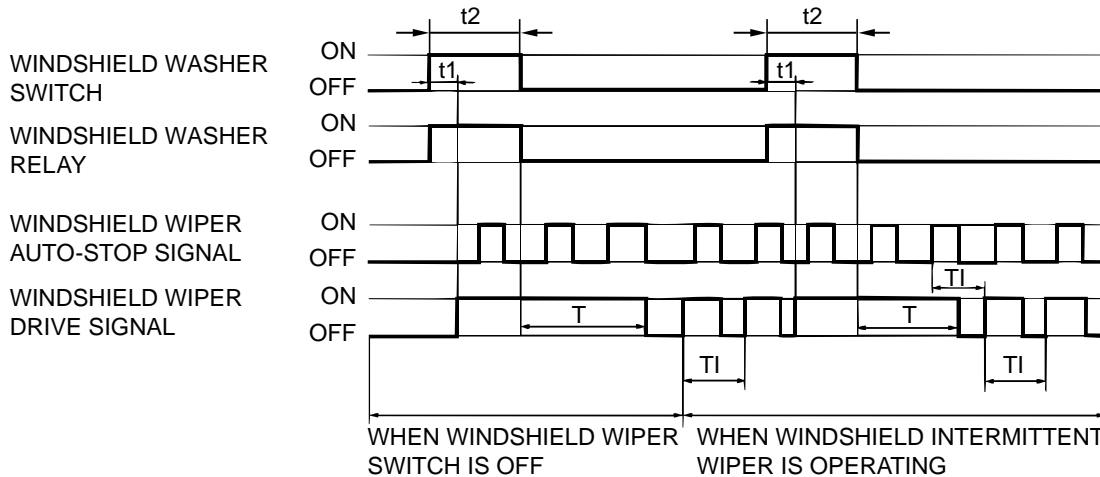 t2
t2
WINDSHIELD WASHER
SWITCH
ON
OFF
t1
t1
WINDSHIELD WASHER
RELAY
ON
OFF
WINDSHIELD WIPER
AUTO-STOP SIGNAL
ON
OFF
TI
WINDSHIELD WIPER
DRIVE SIGNAL
ON
OFF
T
T
TI
TI
WHEN WINDSHIELD WIPER
SWITCH IS OFF
WHEN WINDSHIELD INTERMITTENT
WIPER IS OPERATING